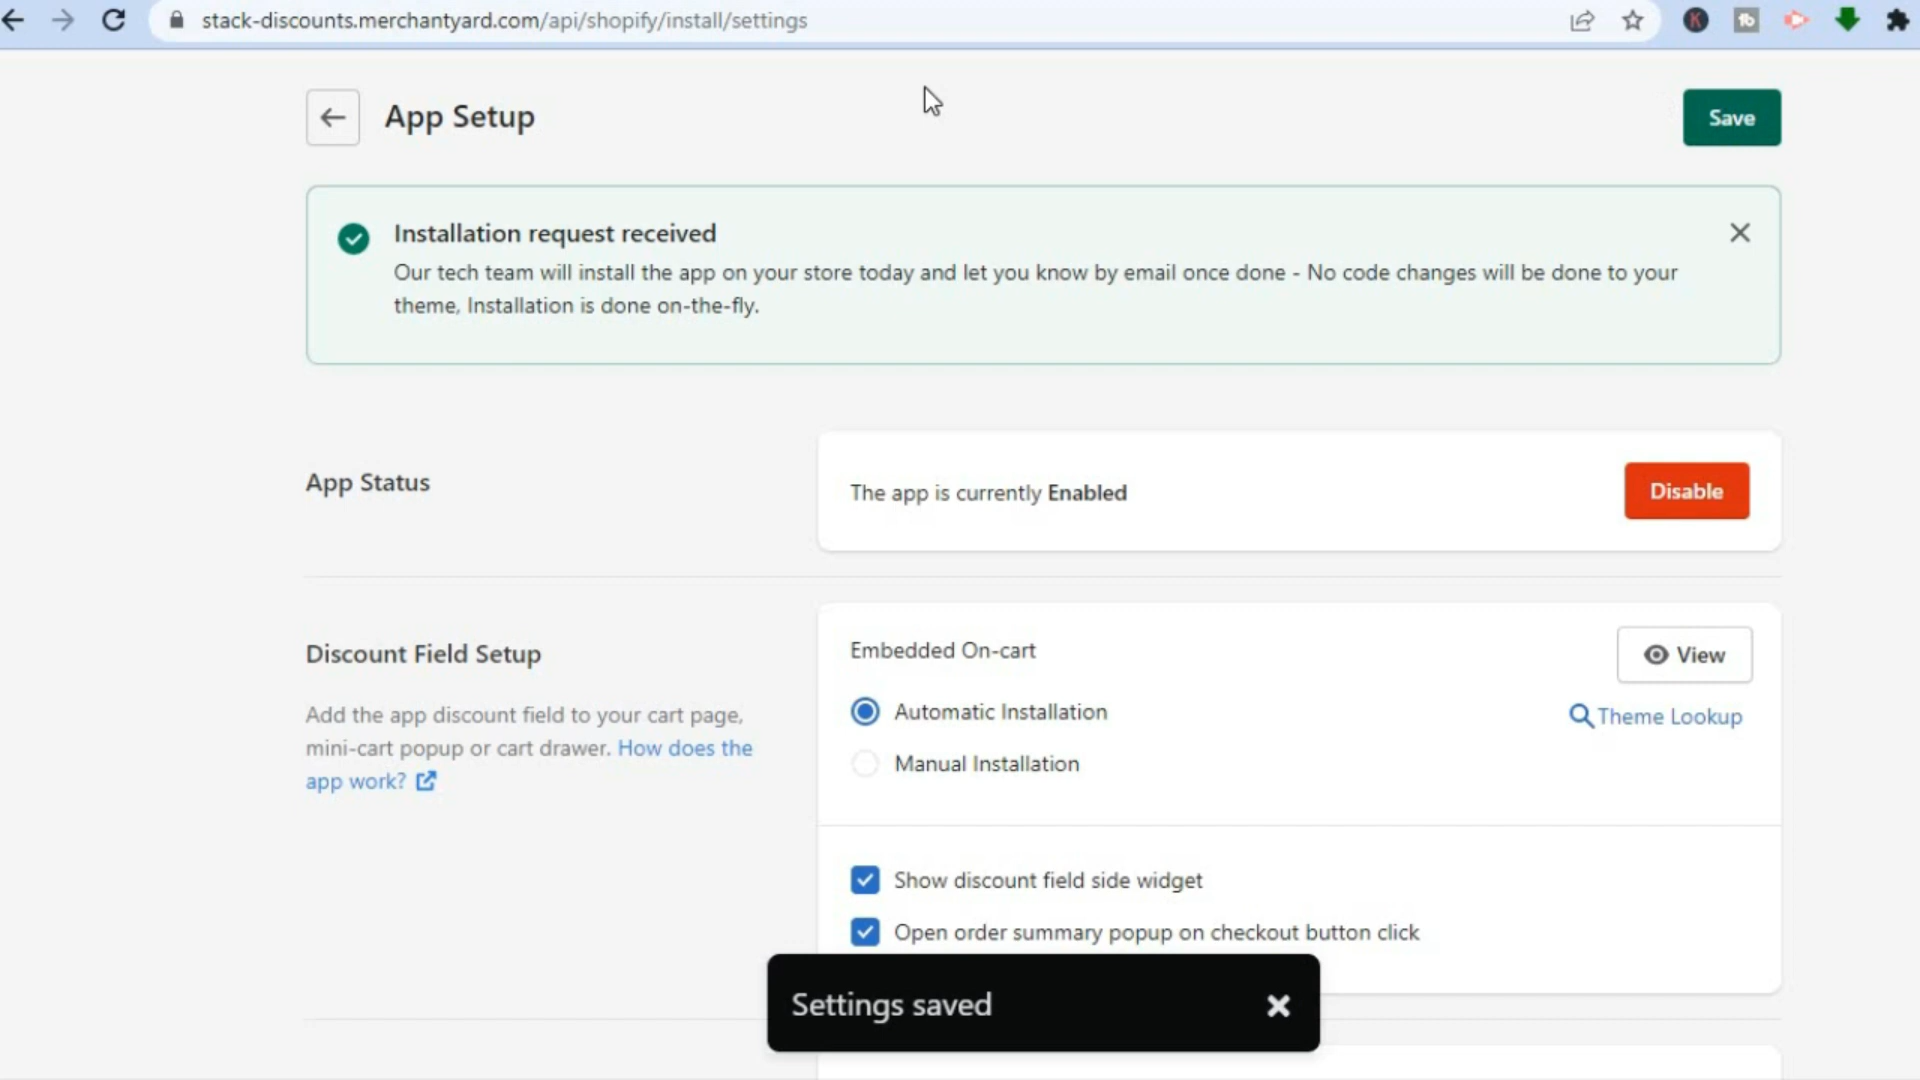 stack-discounts.merchantyard.com/api/shopify/install/settings
App Setup
Save
Installation request received
Our tech team will install the app on your store today and let you know by email once done - No code changes will be done to your
theme, Installation is done on-the-fly.
App Status
The app is currently Enabled
Disable
Discount Field Setup
Add the app discount field to your cart page,
mini-cart popup or cart drawer. How does the
app work?
Embedded On-cart
View
Automatic Installation
Theme Lookup
Manual Installation
Show discount field side widget
Open order summary popup on checkout button click
Settings saved